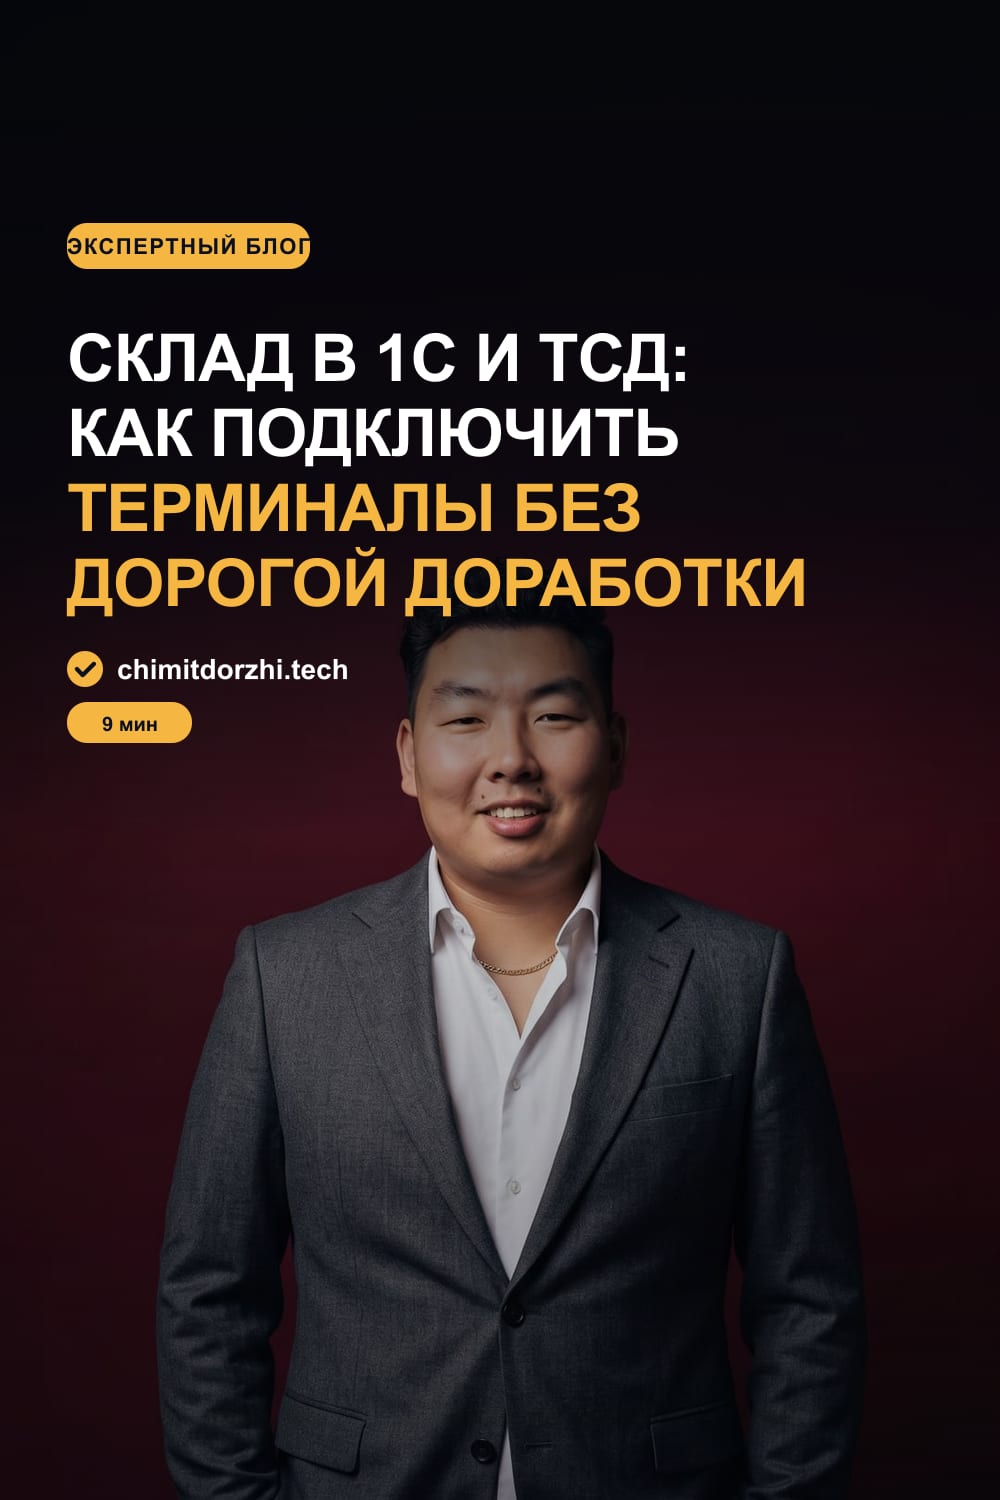 ЭКСПЕРТНЫЙ БЛОГ
СКЛАД В 1С И ТСД:
КАК ПОДКЛЮЧИТЬ
ТЕРМИНАЛЫ БЕЗ
ДОРОГОЙ ДОРАБОТКИ
chimitdorzhi.tech
9 мин